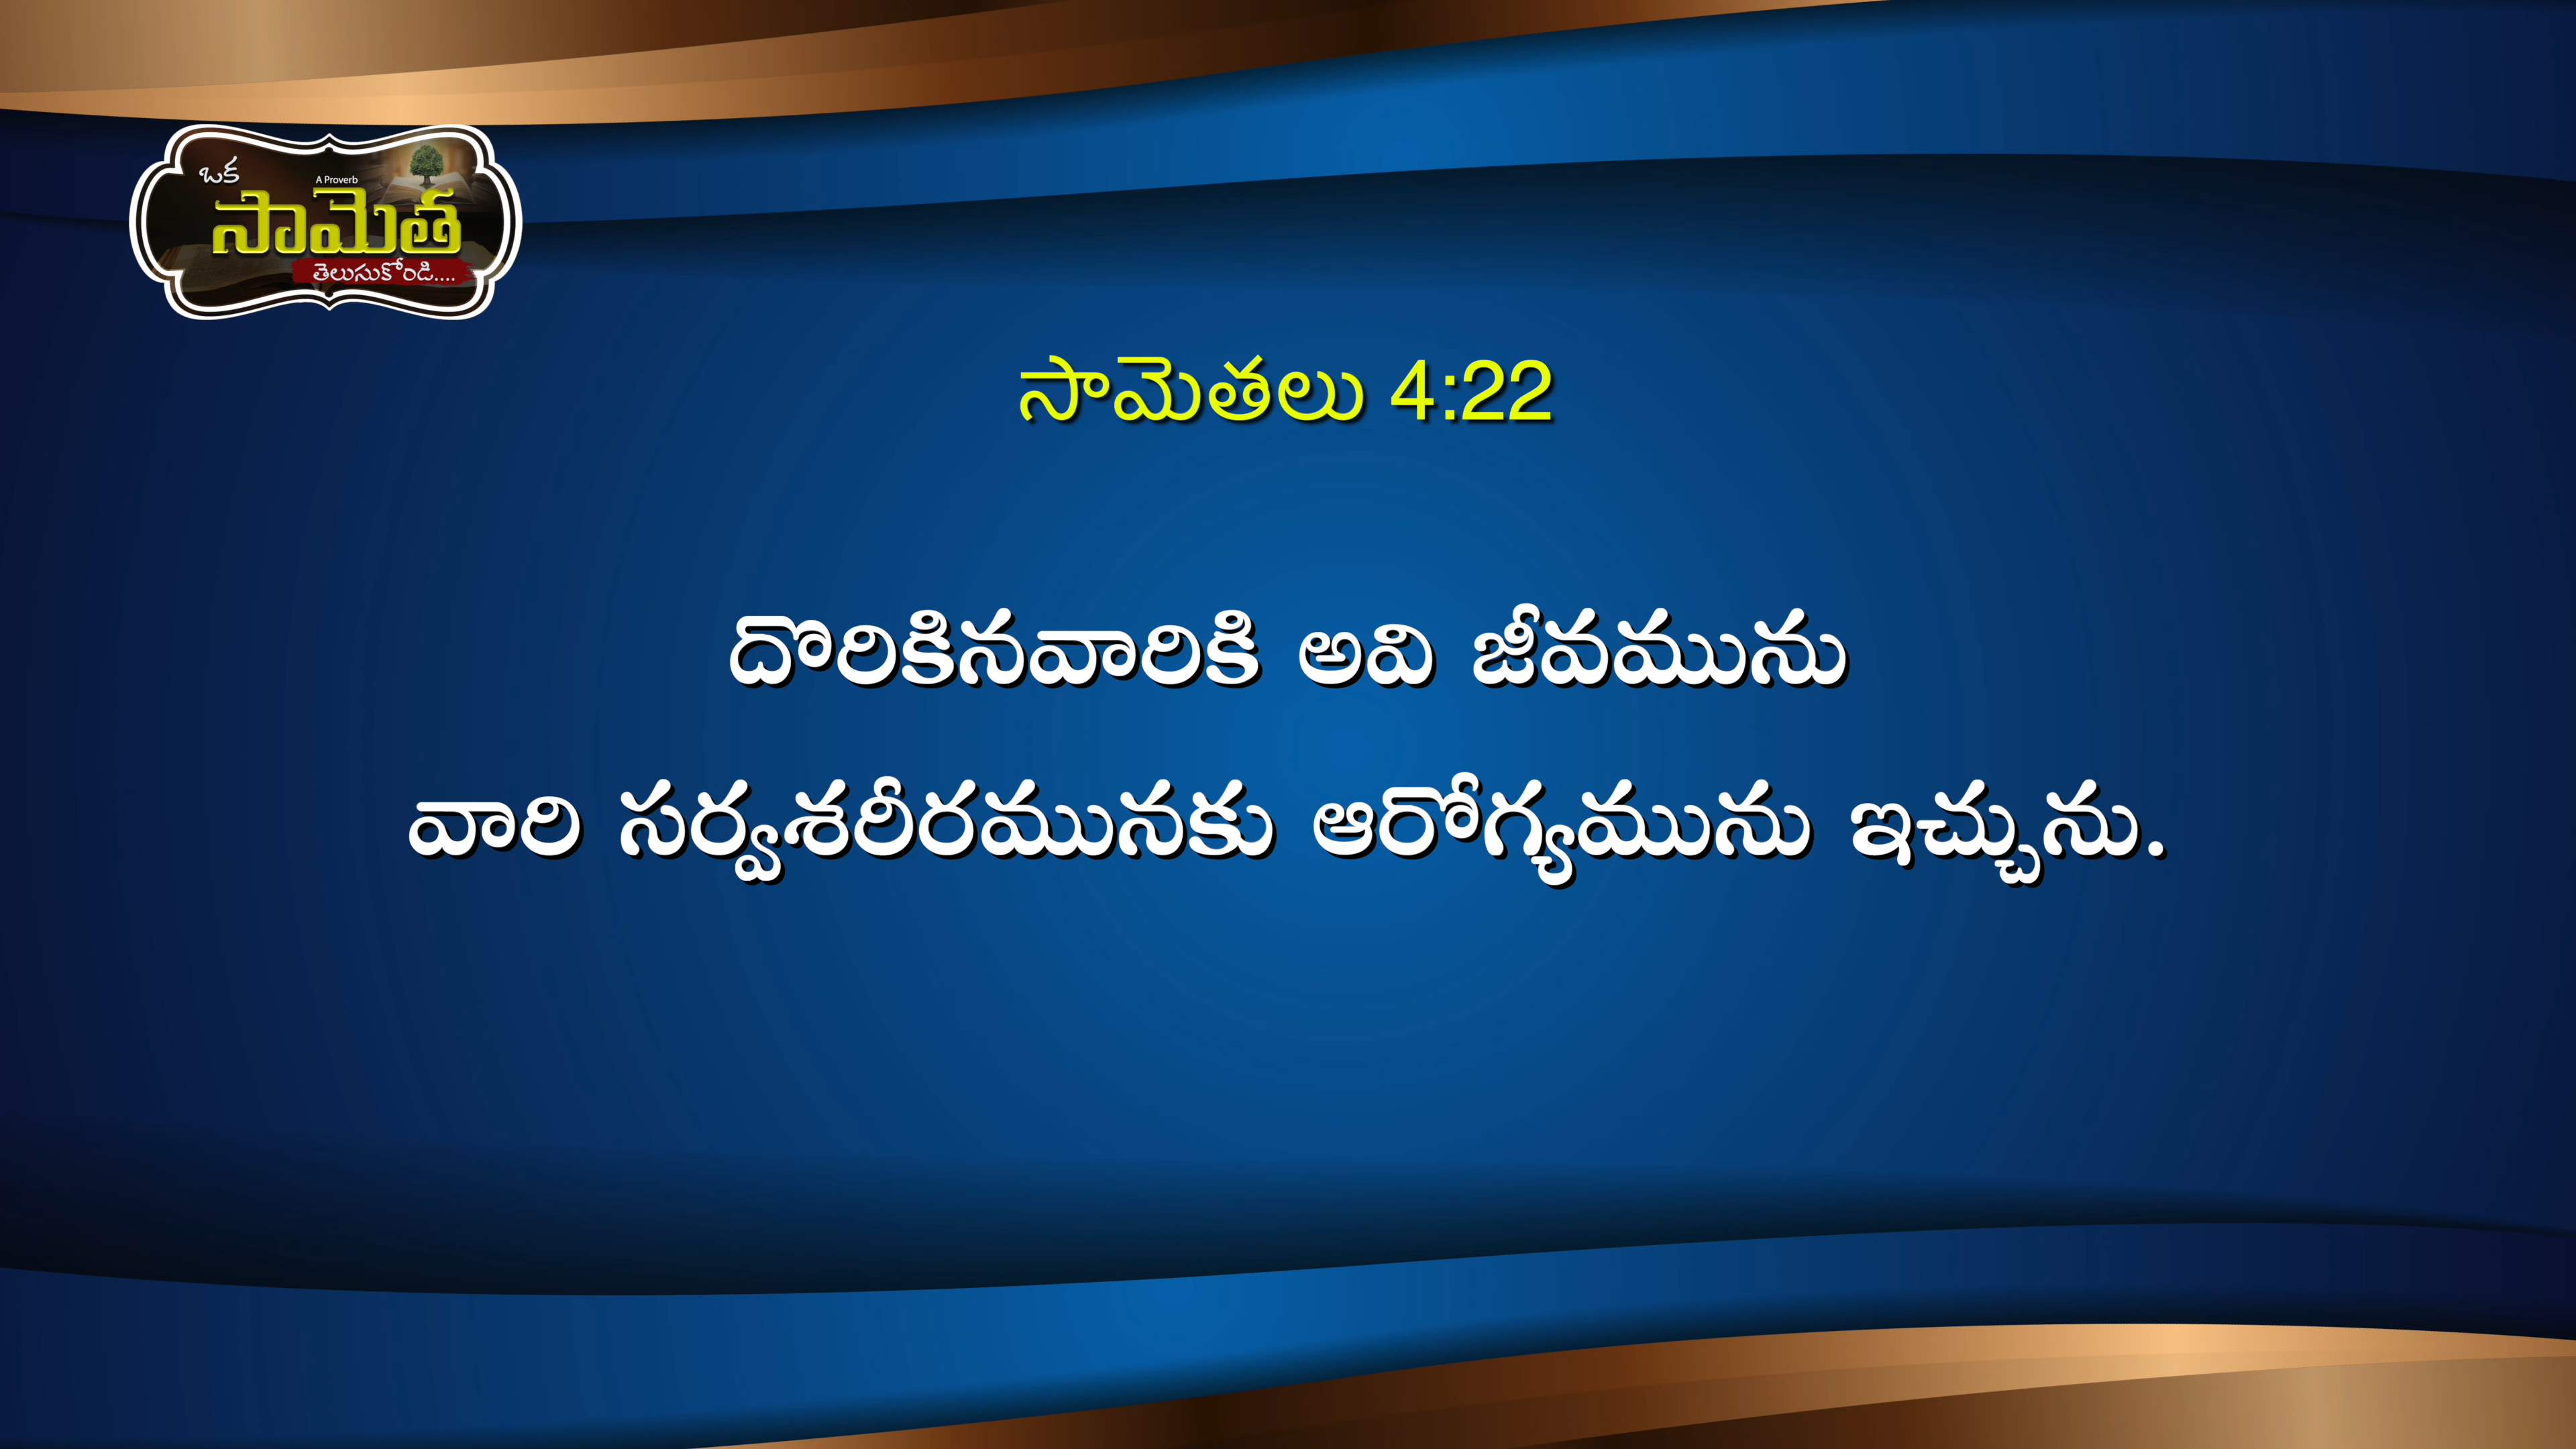 ఒక
A Proverb
సామెత
తెలుసుకోండి....
సామెతలు 4:22
దొరికినవారికి అవి జీవమును
వారి సర్వశరీరమునకు ఆరోగ్యమును ఇచ్చును.